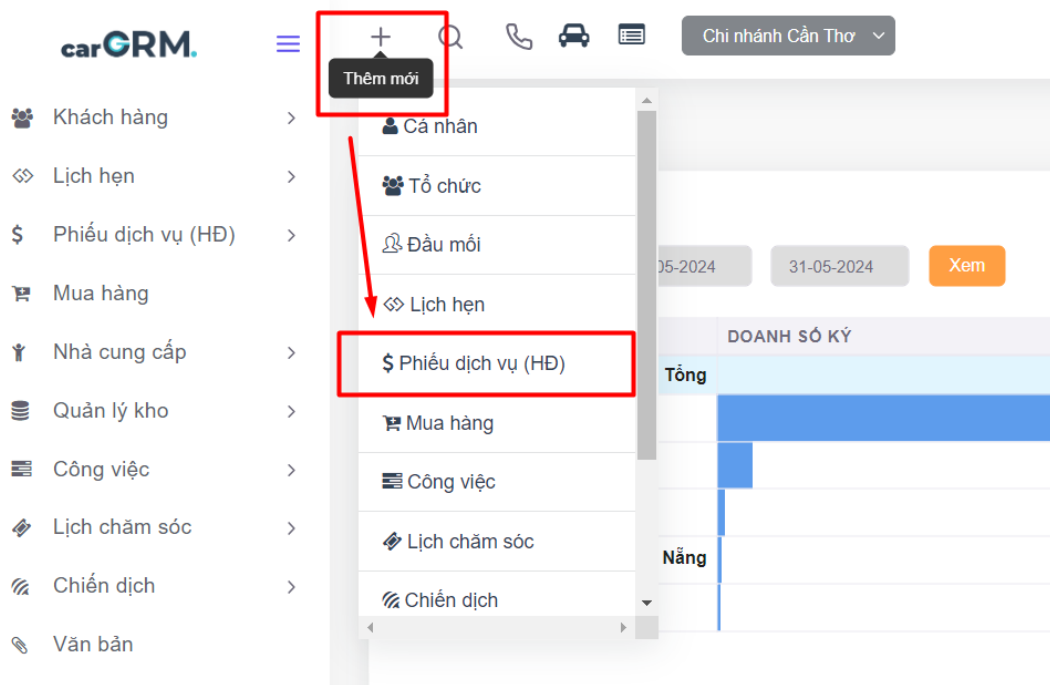 carGRM.
Chi nhánh Cần Thơ
Thêm mới
Khách hàng
Lịch hẹn
Phiếu dịch vụ (HĐ)
Mua hàng
Nhà cung cấp
Quản lý kho
Công việc
Lịch chăm sóc
Chiến dịch
Văn bản
Cá nhân
Tổ chức
Đầu mối
Lịch hẹn
Phiếu dịch vụ (HĐ)
Mua hàng
Công việc
Lịch chăm sóc
Chiến dịch
05-2024
31-05-2024
Xem
DOANH SỐ KÝ
Tổng
Nẵng